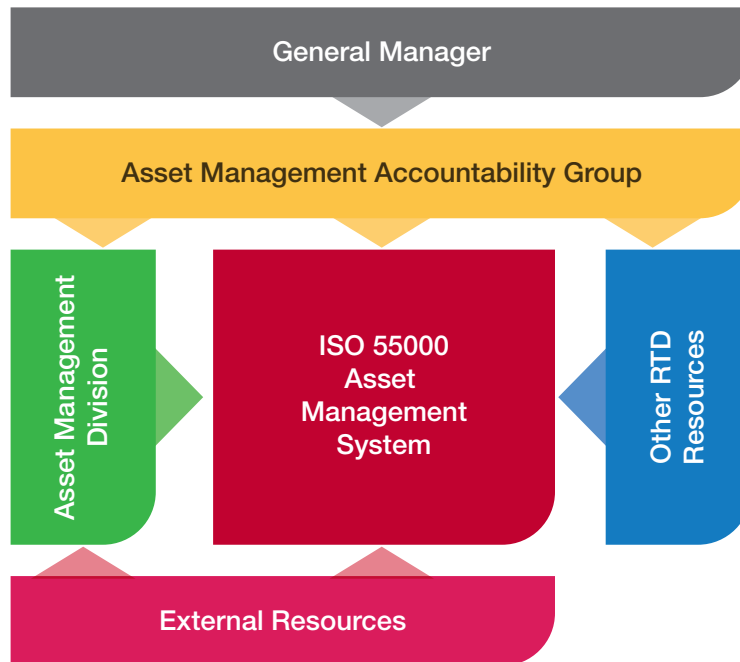 General Manager
Asset Management Accountability Group
Asset Management
Division
ISO 55000
Asset
Management
System
Other RTD
Resources
External Resources